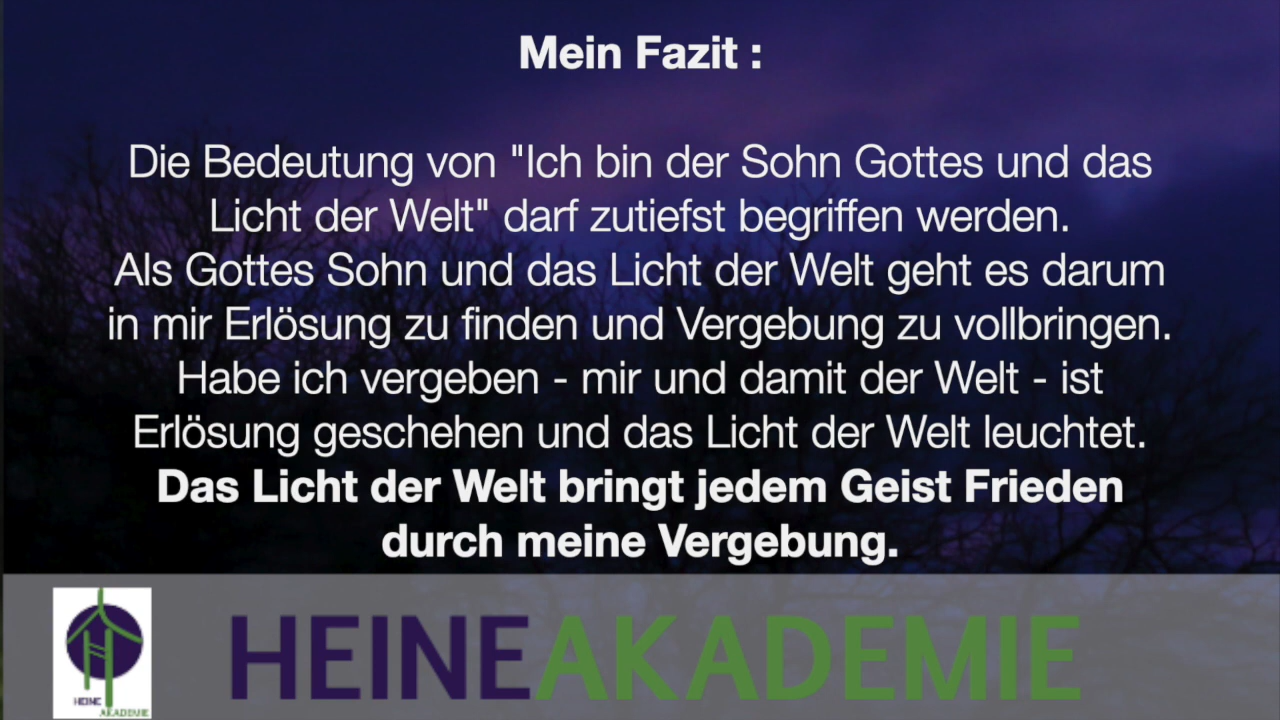 Mein Fazit :
Die Bedeutung von "Ich bin der Sohn Gottes und das
Licht der Welt" darf zutiefst begriffen werden.
Als Gottes Sohn und das Licht der Welt geht es darum
in mir Erlösung zu finden und Vergebung zu vollbringen.
Habe ich vergeben - mir und damit der Welt - ist
Erlösung geschehen und das Licht der Welt leuchtet.
Das Licht der Welt bringt jedem Geist Frieden
durch meine Vergebung.
HEINE
AKADEMIE
HEINEAKADEMIE